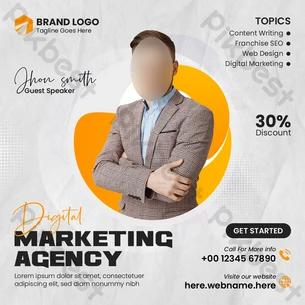 BRAND LOGO
Tagline Goes Here
TOPICS
Content Writing
Franchise SEO
Web Design
Digital Marketing
Jhon smith
Guest Speaker
30%
Discount
Digital
MARKETING
AGENCY
Lorem ipsum dolor sit amet, consectetuer
adipiscing elit, sed diam nonummy nibh
GET STARTED
Call For More info
+00 12345 67890
Visite our website
here.webname.here